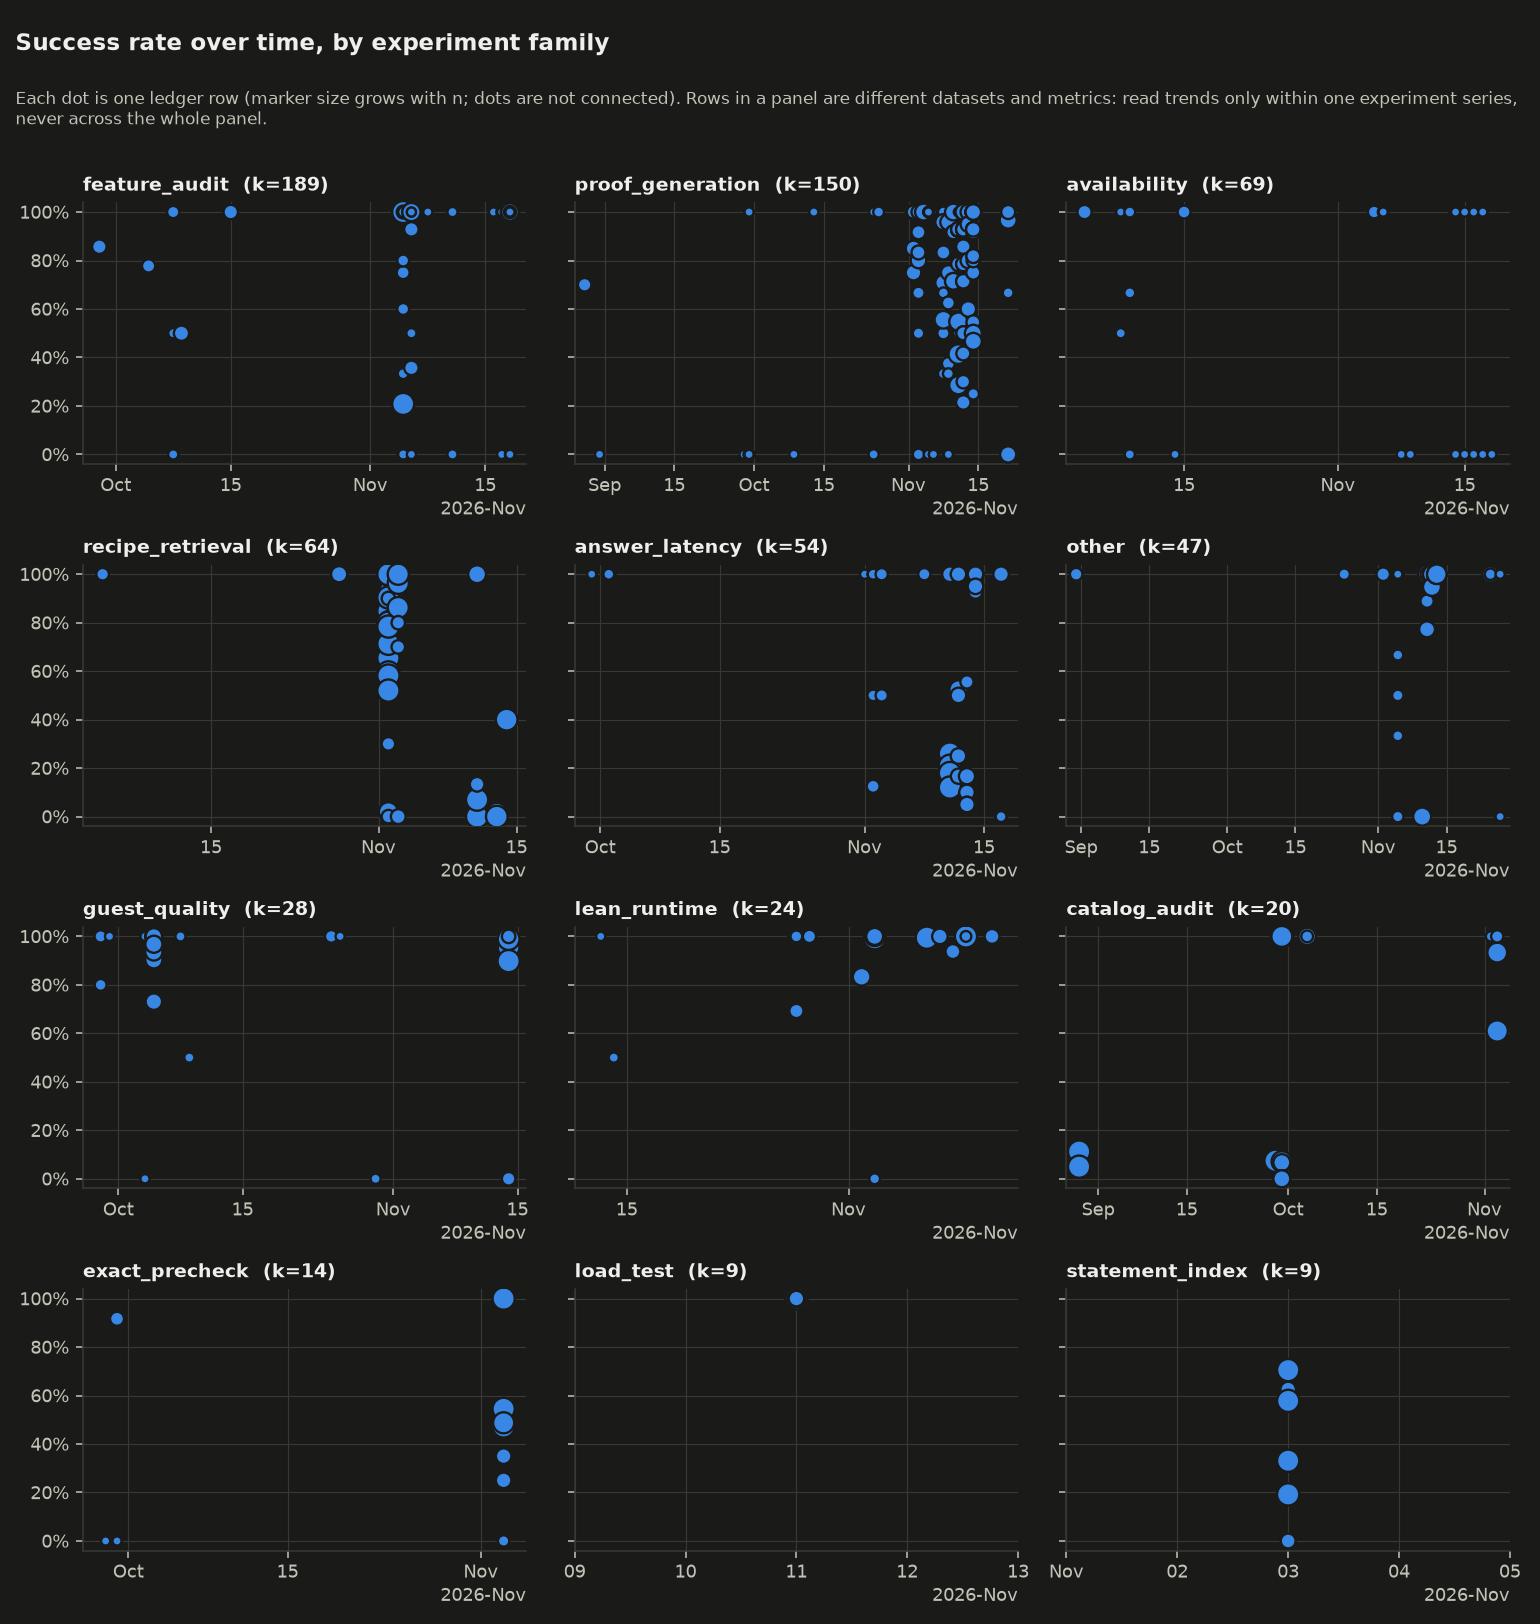 Success rate over time, by experiment family
Each dot is one ledger row (marker size grows with n; dots are not connected). Rows in a panel are different datasets and metrics: read trends only within one experiment series,
never across the whole panel.
feature_audit (k=189)
100%
80%
60%
40%
20%
0%
Oct
15
Nov
15
2026-Nov
proof_generation (k=150)
Sep
15
Oct
15
Nov
15
2026-Nov
availability (k=69)
15
Nov
15
2026-Nov
recipe_retrieval (k=64)
100%
80%
60%
40%
20%
0%
15
Nov
15
2026-Nov
answer_latency (k=54)
Oct
15
Nov
15
2026-Nov
other (k=47)
Sep
15
Oct
15
Nov
15
2026-Nov
guest_quality (k=28)
100%
80%
60%
40%
20%
0%
Oct
15
Nov
15
2026-Nov
lean_runtime (k=24)
15
Nov
2026-Nov
catalog_audit (k=20)
Sep
15
Oct
15
Nov
2026-Nov
exact_precheck (k=14)
100%
80%
60%
40%
20%
0%
Oct
15
Nov
2026-Nov
load_test (k=9)
09
10
11
12
13
2026-Nov
statement_index (k=9)
Nov
02
03
04
05
2026-Nov